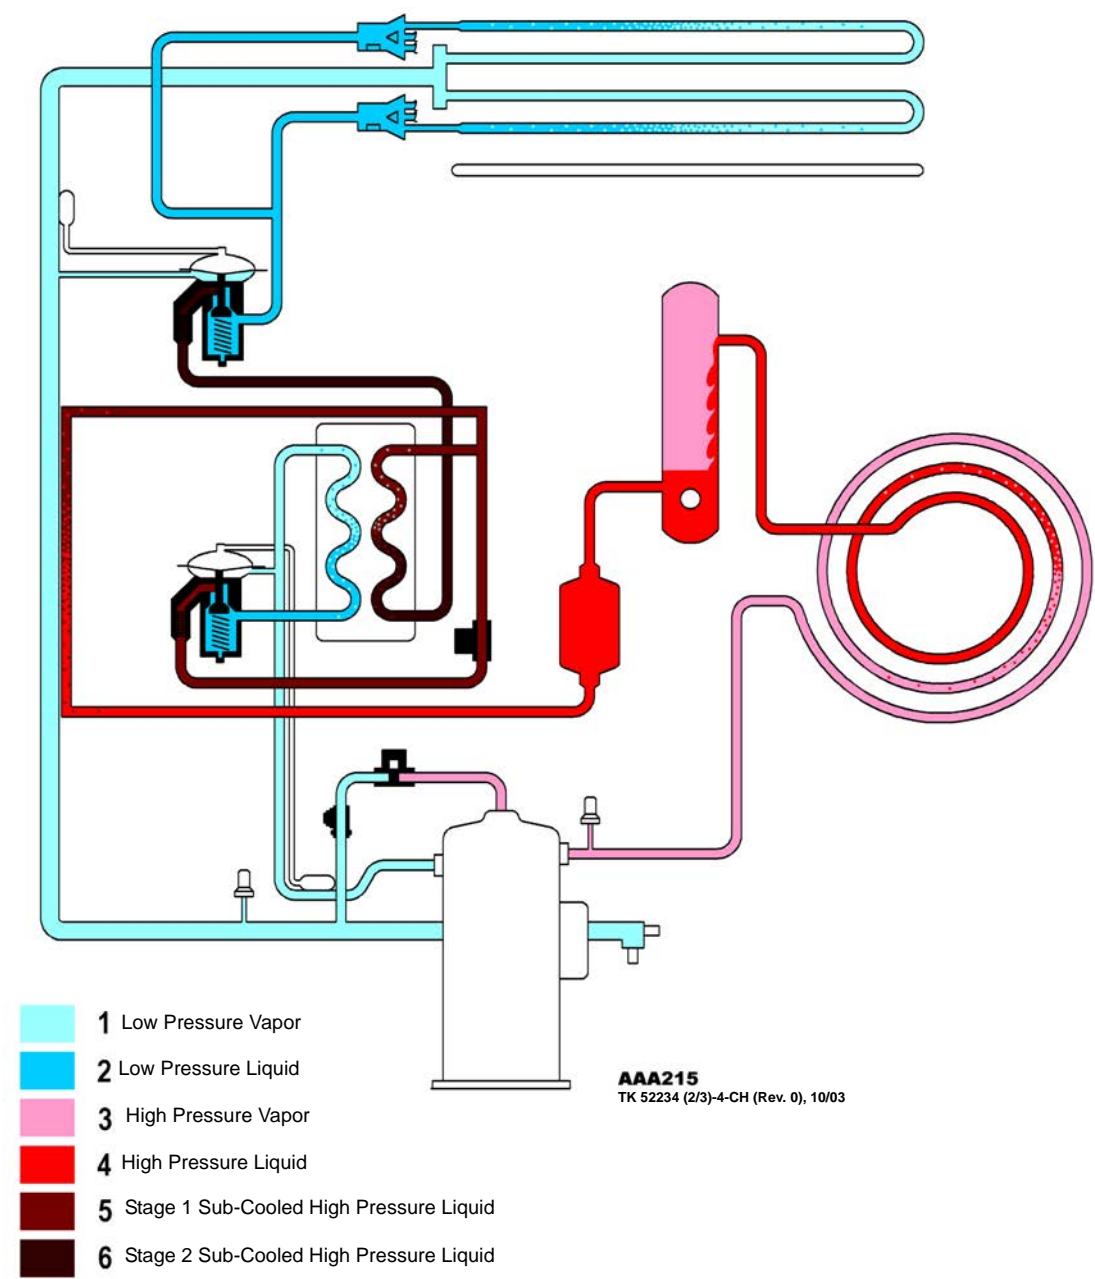 AAA215
TK 52234 (2/3)-4-CH (Rev. 0), 10/03
1 Low Pressure Vapor
2 Low Pressure Liquid
3 High Pressure Vapor
4 High Pressure Liquid
5 Stage 1 Sub-Cooled High Pressure Liquid
6 Stage 2 Sub-Cooled High Pressure Liquid